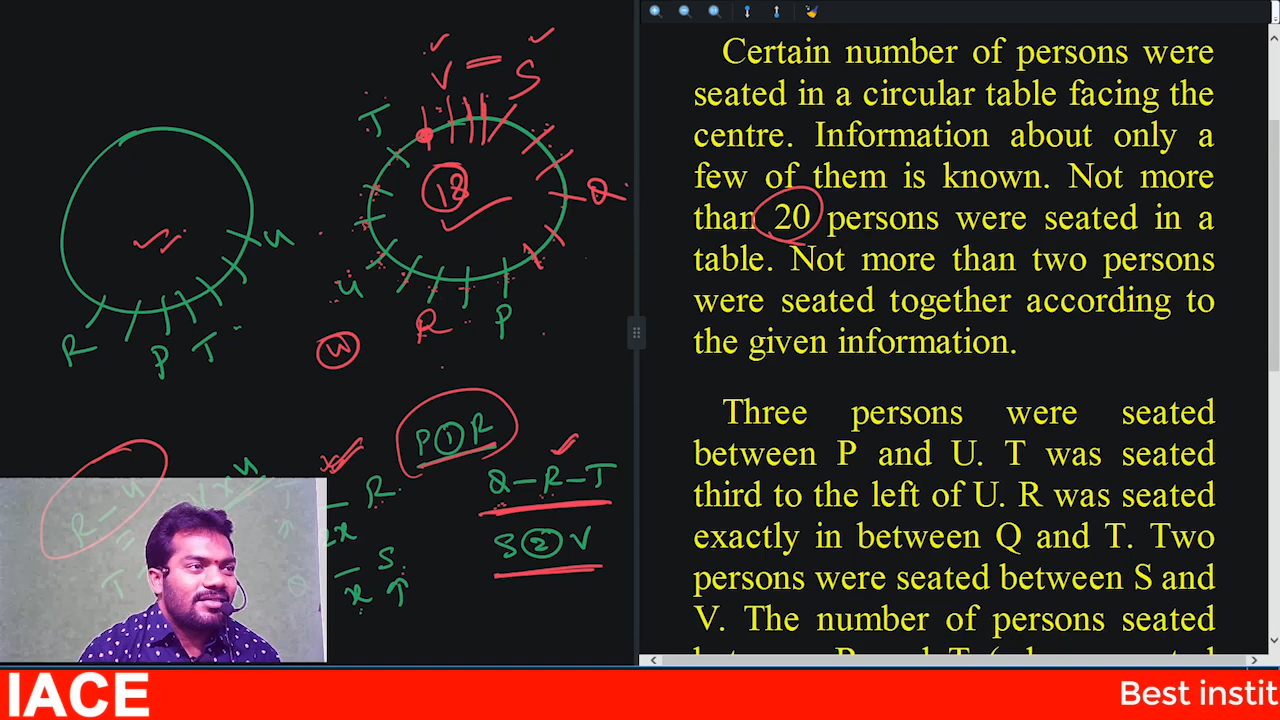 V = S
T
18
Q
U
U
R
P
R
P
T
W
P ① R
R - U
U
- R
Q - R - T
2x
T
- S
S ② V
x
Certain number of persons were
seated in a circular table facing the
centre. Information about only a
few of them is known. Not more
than 20 persons were seated in a
table. Not more than two persons
were seated together according to
the given information.
Three persons were seated
between P and U. T was seated
third to the left of U. R was seated
exactly in between Q and T. Two
persons were seated between S and
V. The number of persons seated
IACE
Best instit